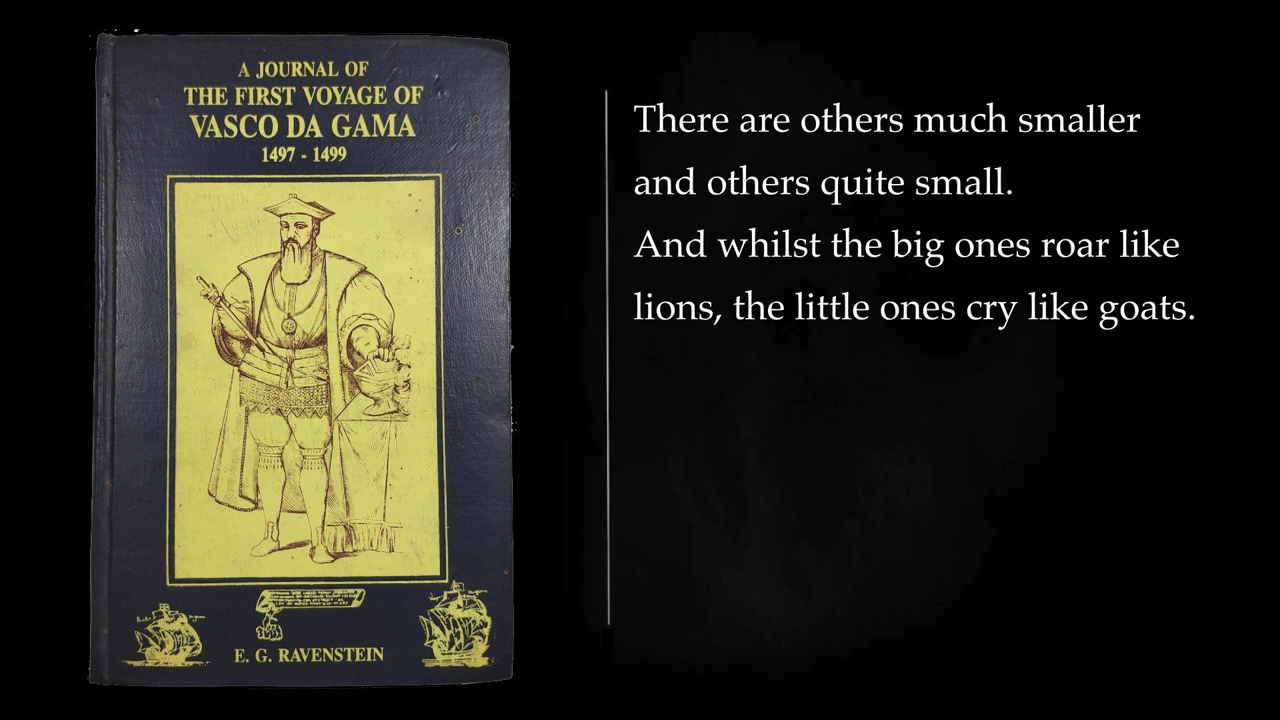 A JOURNAL OF
THE FIRST VOYAGE OF
VASCO DA GAMA
1497 - 1499
E. G. RAVENSTEIN
There are others much smaller
and others quite small.
And whilst the big ones roar like
lions, the little ones cry like goats.